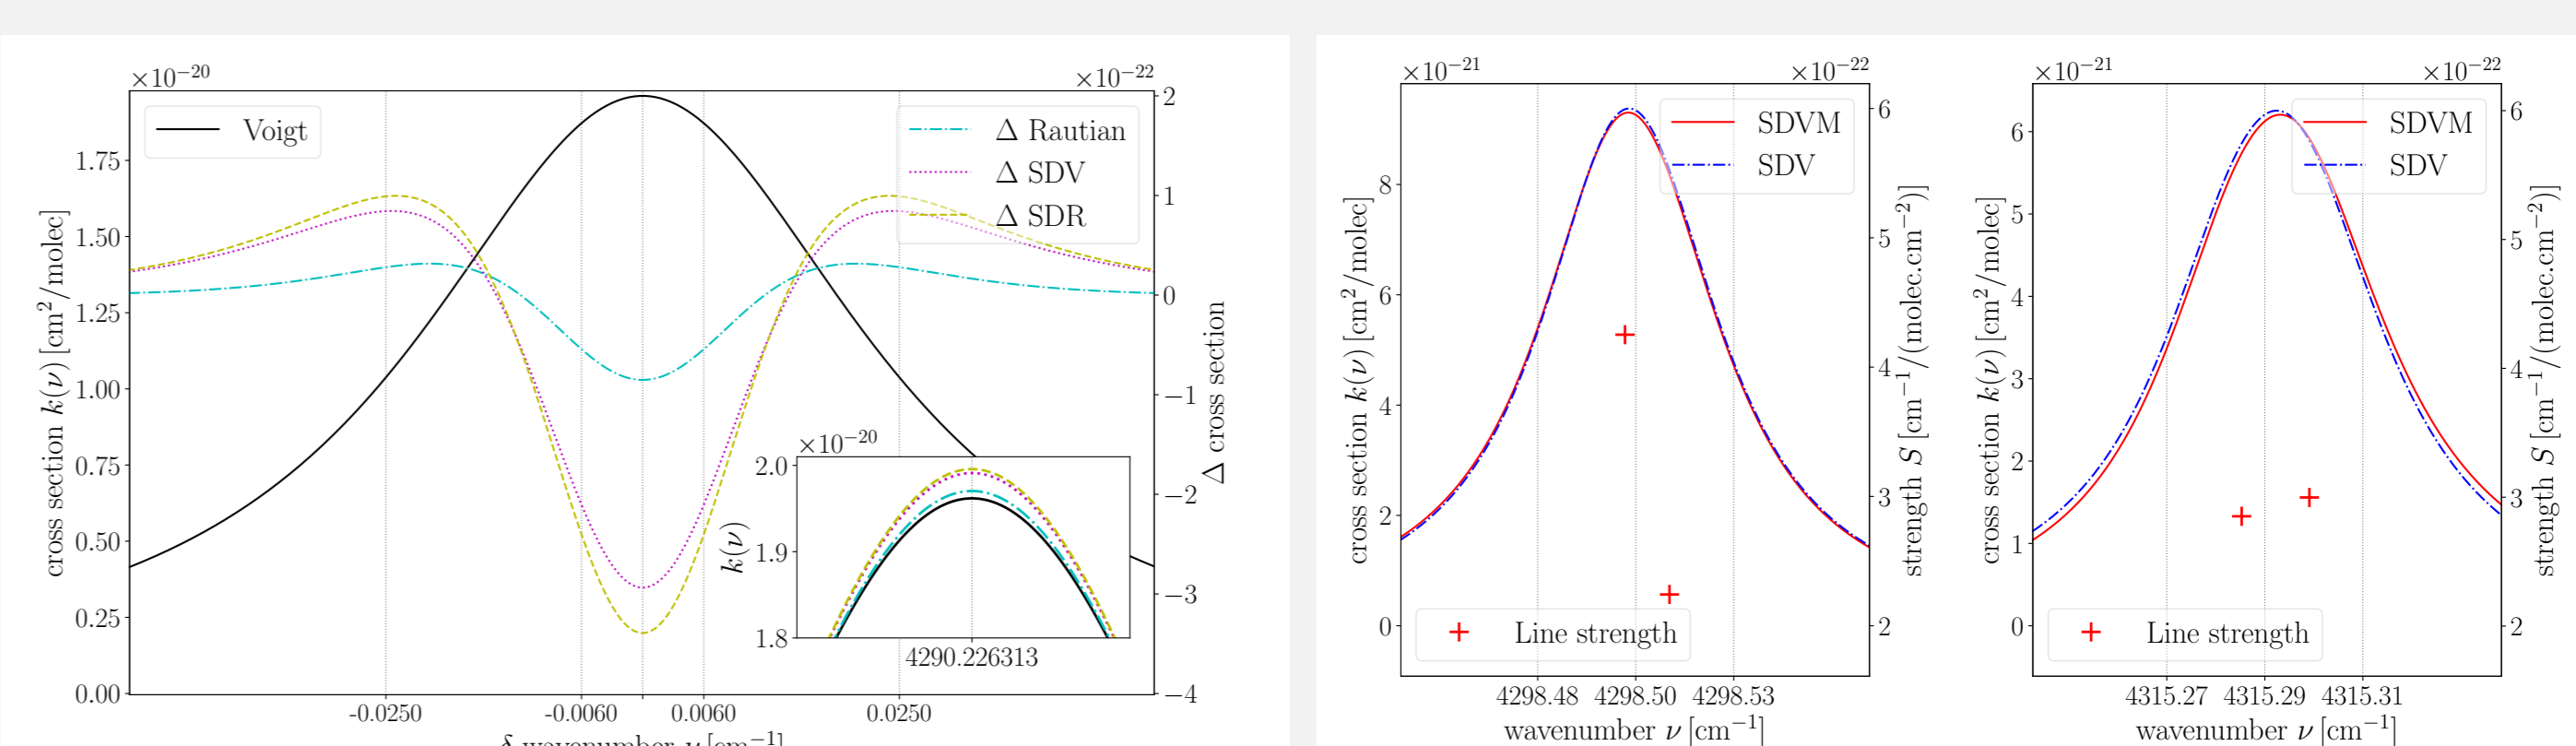 ×10⁻²⁰
×10⁻²²
Voigt
Δ Rautian
Δ SDV
Δ SDR
cross section k(ν) [cm²/molec]
1.75
1.50
1.25
1.00
0.75
0.50
0.25
0.00
2
1
0
−1
−2
−3
−4
Δ cross section
×10⁻²⁰
k(ν)
2.0
1.9
1.8
4290.226313
-0.0250
-0.0060
0.0060
0.0250
δ wavenumber ν [cm⁻¹]
×10⁻²¹
×10⁻²²
SDVM
SDV
cross section k(ν) [cm²/molec]
8
6
4
2
0
6
5
4
3
2
strength S [cm⁻¹/(molec.cm⁻²)]
Line strength
4298.48 4298.50 4298.53
wavenumber ν [cm⁻¹]
×10⁻²¹
×10⁻²²
SDVM
SDV
cross section k(ν) [cm²/molec]
6
5
4
3
2
1
0
6
5
4
3
2
strength S [cm⁻¹/(molec.cm⁻²)]
Line strength
4315.27 4315.29 4315.31
wavenumber ν [cm⁻¹]